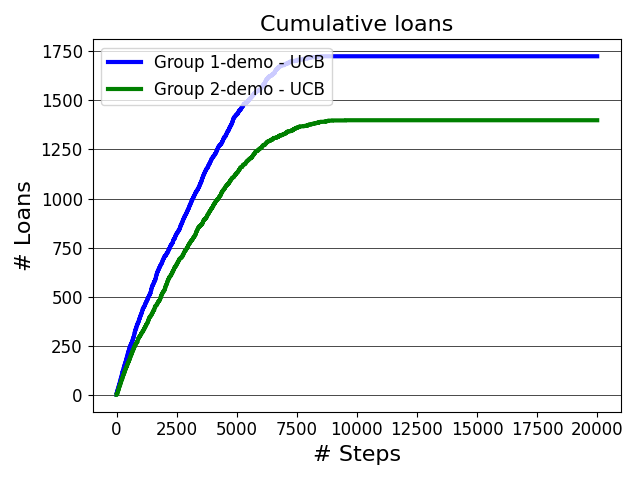 Cumulative loans
Group 1-demo - UCB
Group 2-demo - UCB
# Loans
1750
1500
1250
1000
750
500
250
0
0 2500 5000 7500 10000 12500 15000 17500 20000
# Steps